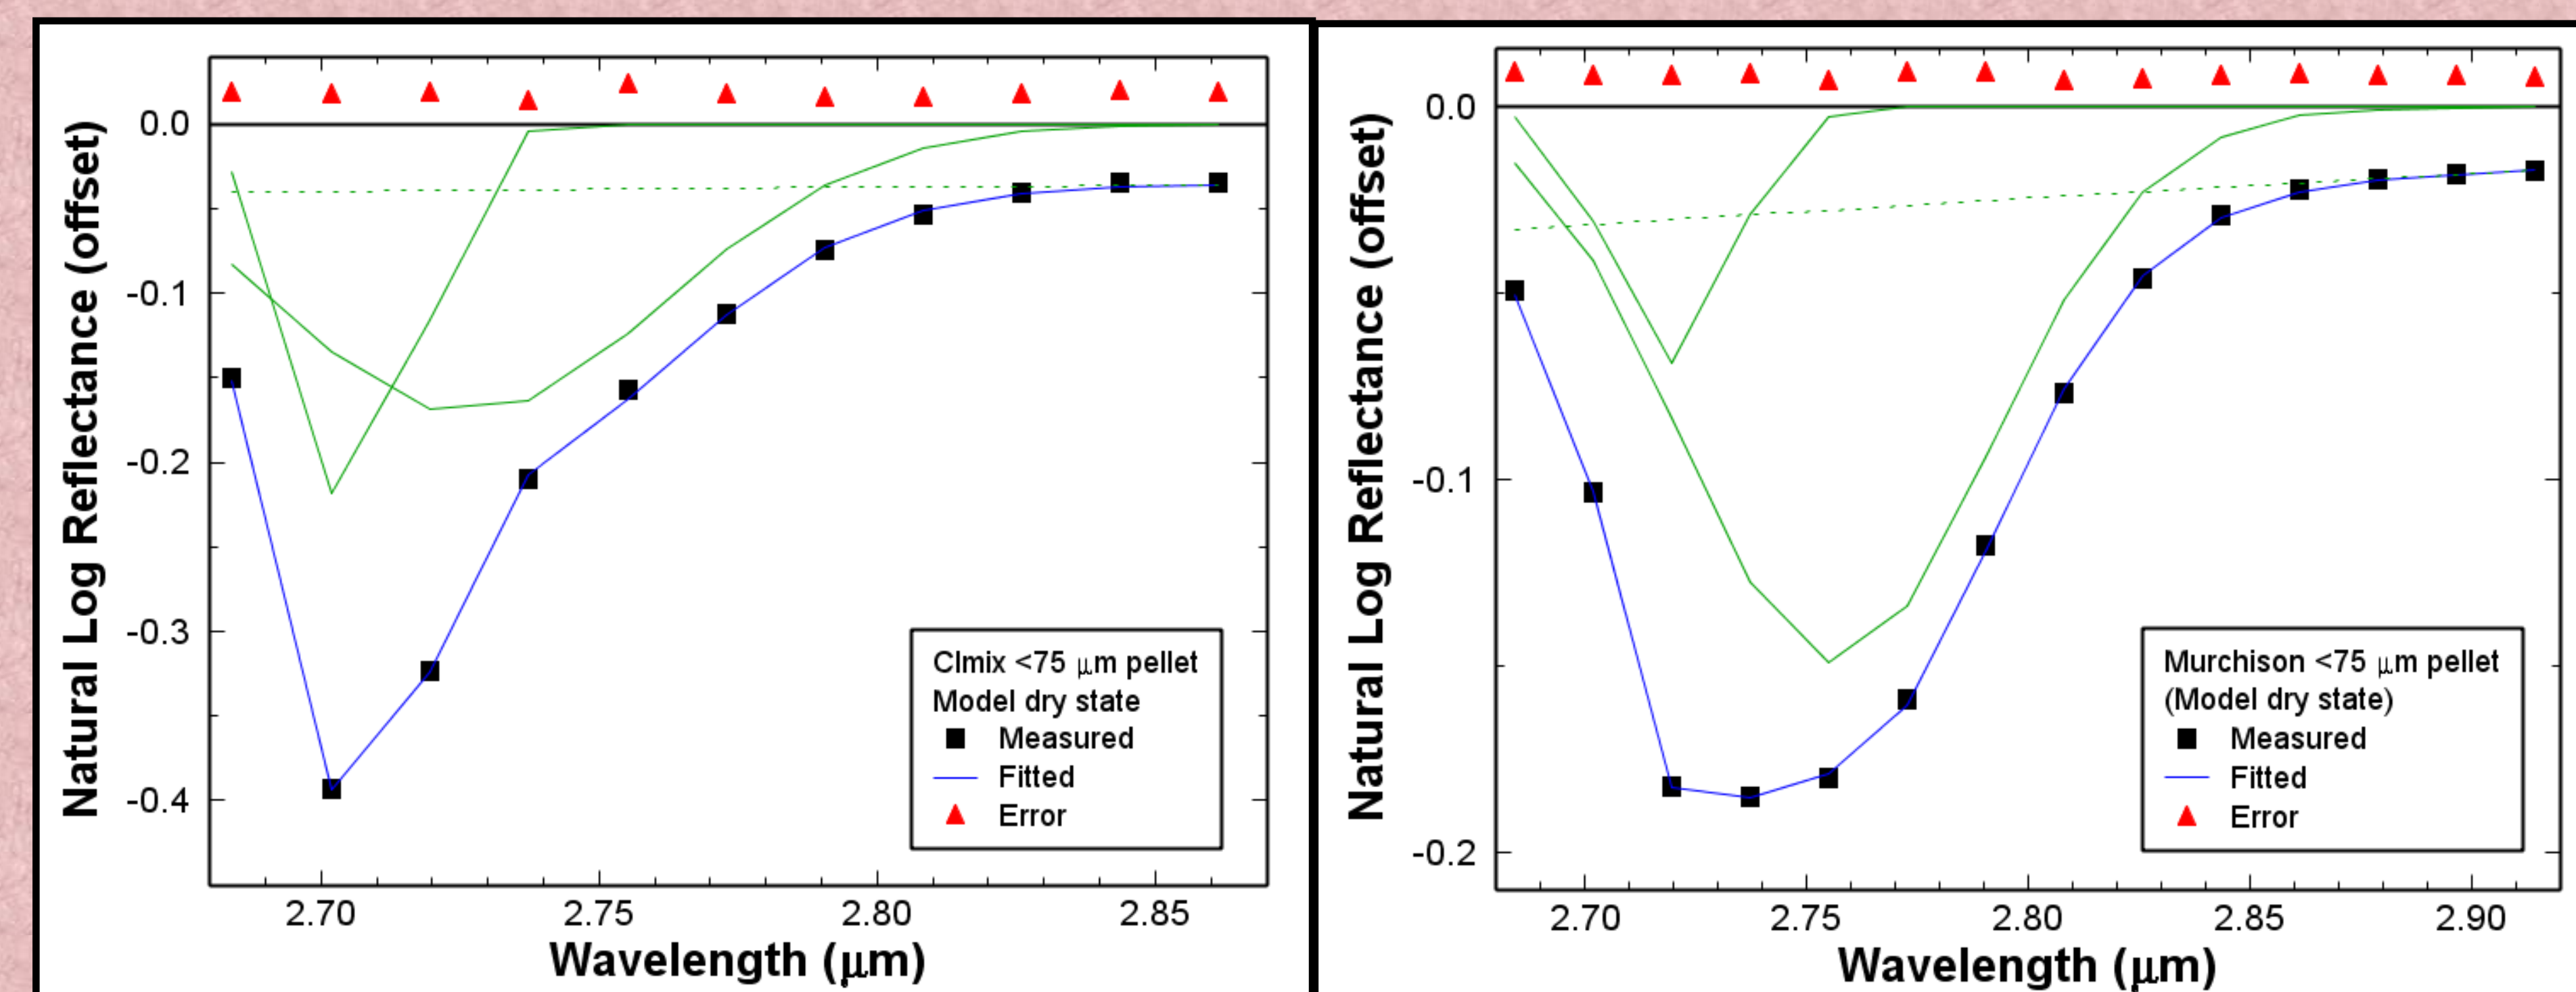 Natural Log Reflectance (offset)
0.0
-0.1
-0.2
-0.3
-0.4
CImix <75 μm pellet
Model dry state
Measured
Fitted
Error
2.70 2.75 2.80 2.85
Wavelength (μm)
Natural Log Reflectance (offset)
0.0
-0.1
-0.2
Murchison <75 μm pellet
(Model dry state)
Measured
Fitted
Error
2.70 2.75 2.80 2.85 2.90
Wavelength (μm)